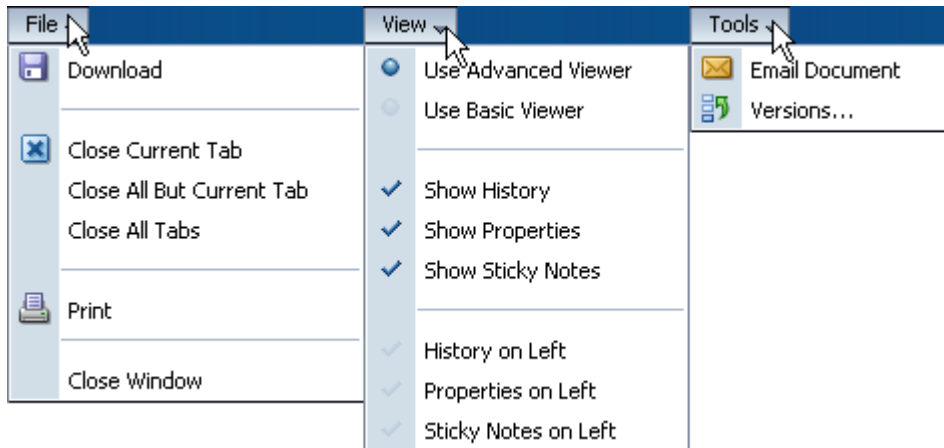 File
Download
Close Current Tab
Close All But Current Tab
Close All Tabs
Print
Close Window
View
Use Advanced Viewer
Use Basic Viewer
Show History
Show Properties
Show Sticky Notes
History on Left
Properties on Left
Sticky Notes on Left
Tools
Email Document
Versions...